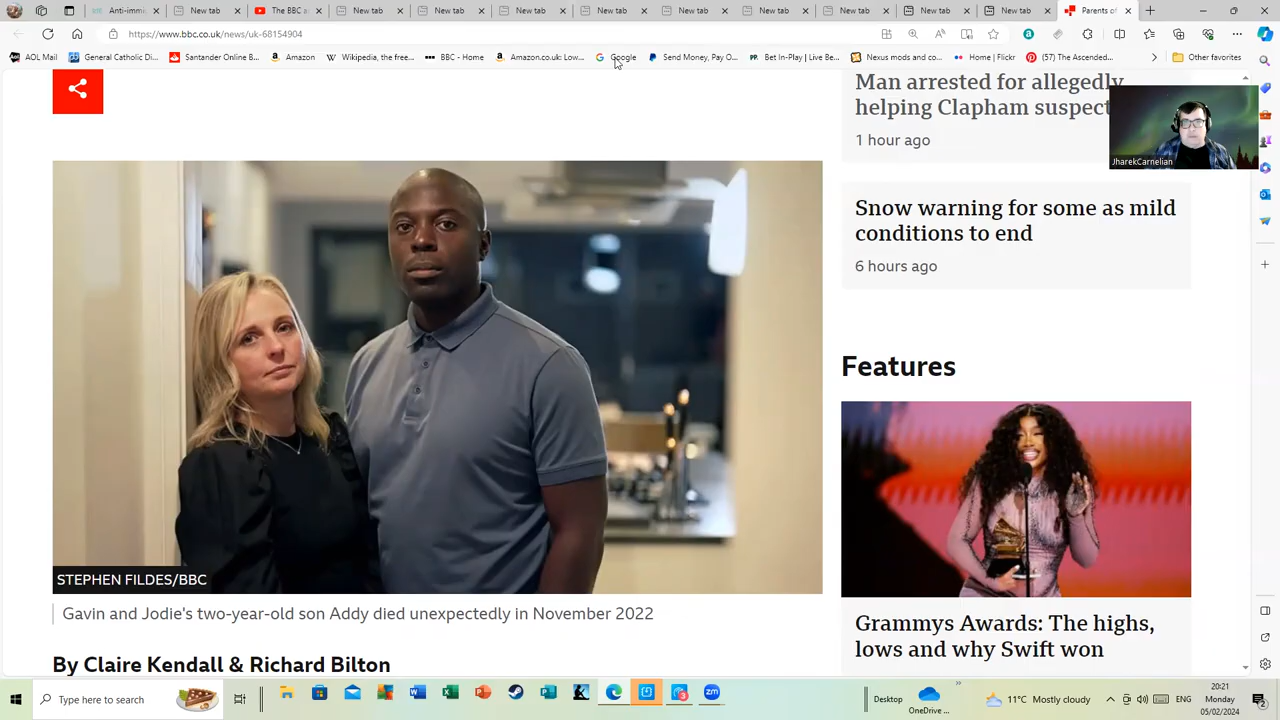 Anti-immi
New tab
The BBC a
New tab
New tab
New tab
New tab
New tab
New tab
New tab
New tab
New tab
Parents of
https://www.bbc.co.uk/news/uk-68154904
AOL Mail
General Catholic Di...
Santander Online B...
Amazon
Wikipedia, the free...
BBC - Home
Amazon.co.uk: Low...
Google
Send Money, Pay O...
PP. Bet In-Play | Live Be...
Nexus mods and co...
Home | Flickr
(57) The Ascended...
Other favorites
Man arrested for allegedly
helping Clapham suspect
1 hour ago
JharekCarnelian
Snow warning for some as mild
conditions to end
6 hours ago
Features
STEPHEN FILDES/BBC
Gavin and Jodie's two-year-old son Addy died unexpectedly in November 2022
By Claire Kendall & Richard Bilton
Grammys Awards: The highs,
lows and why Swift won
Type here to search
Desktop
OneDrive ...
11°C Mostly cloudy
ENG
20:21
Monday
05/02/2024